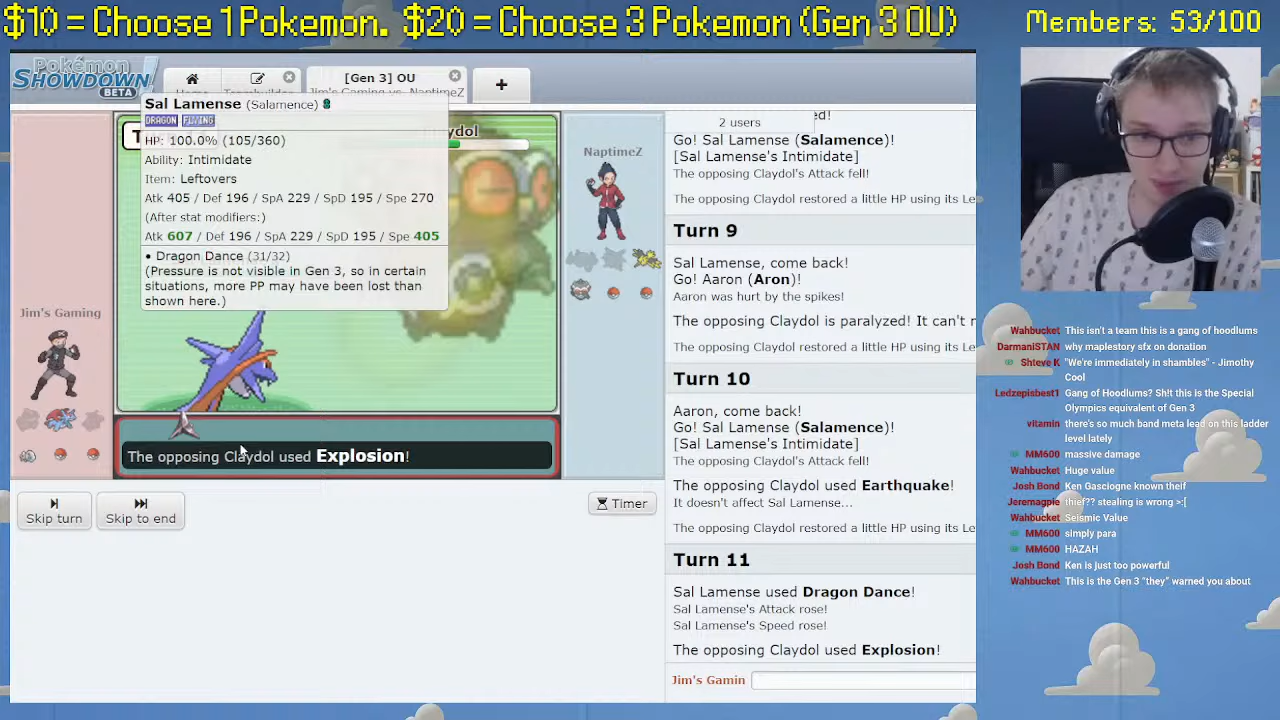 $10 = Choose 1 Pokemon. $20 = Choose 3 Pokemon (Gen 3 OU)
Members: 53/100
Pokémon
SHOWDOWN!
BETA
[Gen 3] OU
Jim's Gaming vs. NaptimeZ
Sal Lamense (Salamence)
DRAGON FLYING
HP: 100.0% (105/360)
Ability: Intimidate
Item: Leftovers
Atk 405 / Def 196 / SpA 229 / SpD 195 / Spe 270
(After stat modifiers:)
Atk 607 / Def 196 / SpA 229 / SpD 195 / Spe 405
• Dragon Dance (31/32)
(Pressure is not visible in Gen 3, so in certain
situations, more PP may have been lost than
shown here.)
Jim's Gaming
NaptimeZ
The opposing Claydol used Explosion!
Skip turn
Skip to end
Timer
2 users
Go! Sal Lamense (Salamence)!
[Sal Lamense's Intimidate]
The opposing Claydol's Attack fell!
The opposing Claydol restored a little HP using its Le
Turn 9
Sal Lamense, come back!
Go! Aaron (Aron)!
Aaron was hurt by the spikes!
The opposing Claydol is paralyzed! It can't
The opposing Claydol restored a little HP using its Le
Turn 10
Aaron, come back!
Go! Sal Lamense (Salamence)!
[Sal Lamense's Intimidate]
The opposing Claydol's Attack fell!
The opposing Claydol used Earthquake!
It doesn't affect Sal Lamense...
The opposing Claydol restored a little HP using its Le
Turn 11
Sal Lamense used Dragon Dance!
Sal Lamense's Attack rose!
Sal Lamense's Speed rose!
The opposing Claydol used Explosion!
Jim's Gamin
Wahbucket This isn't a team this is a gang of hoodlums
DarmaniSTAN why maplestory sfx on donation
Shteve K "We're immediately in shambles" - Jimothy
Cool
Ledzepisbest1 Gang of Hoodlums? Sh!t this is the Special
Olympics equivalent of Gen 3
vitamin there's so much band meta lead on this ladder
level lately
MM600 massive damage
Wahbucket Huge value
Josh Bond Ken Gasciogne known theif
Jeremagpie thief?? stealing is wrong >:[
Wahbucket Seismic Value
MM600 simply para
MM600 HAZAH
Josh Bond Ken is just too powerful
Wahbucket This is the Gen 3 "they" warned you about